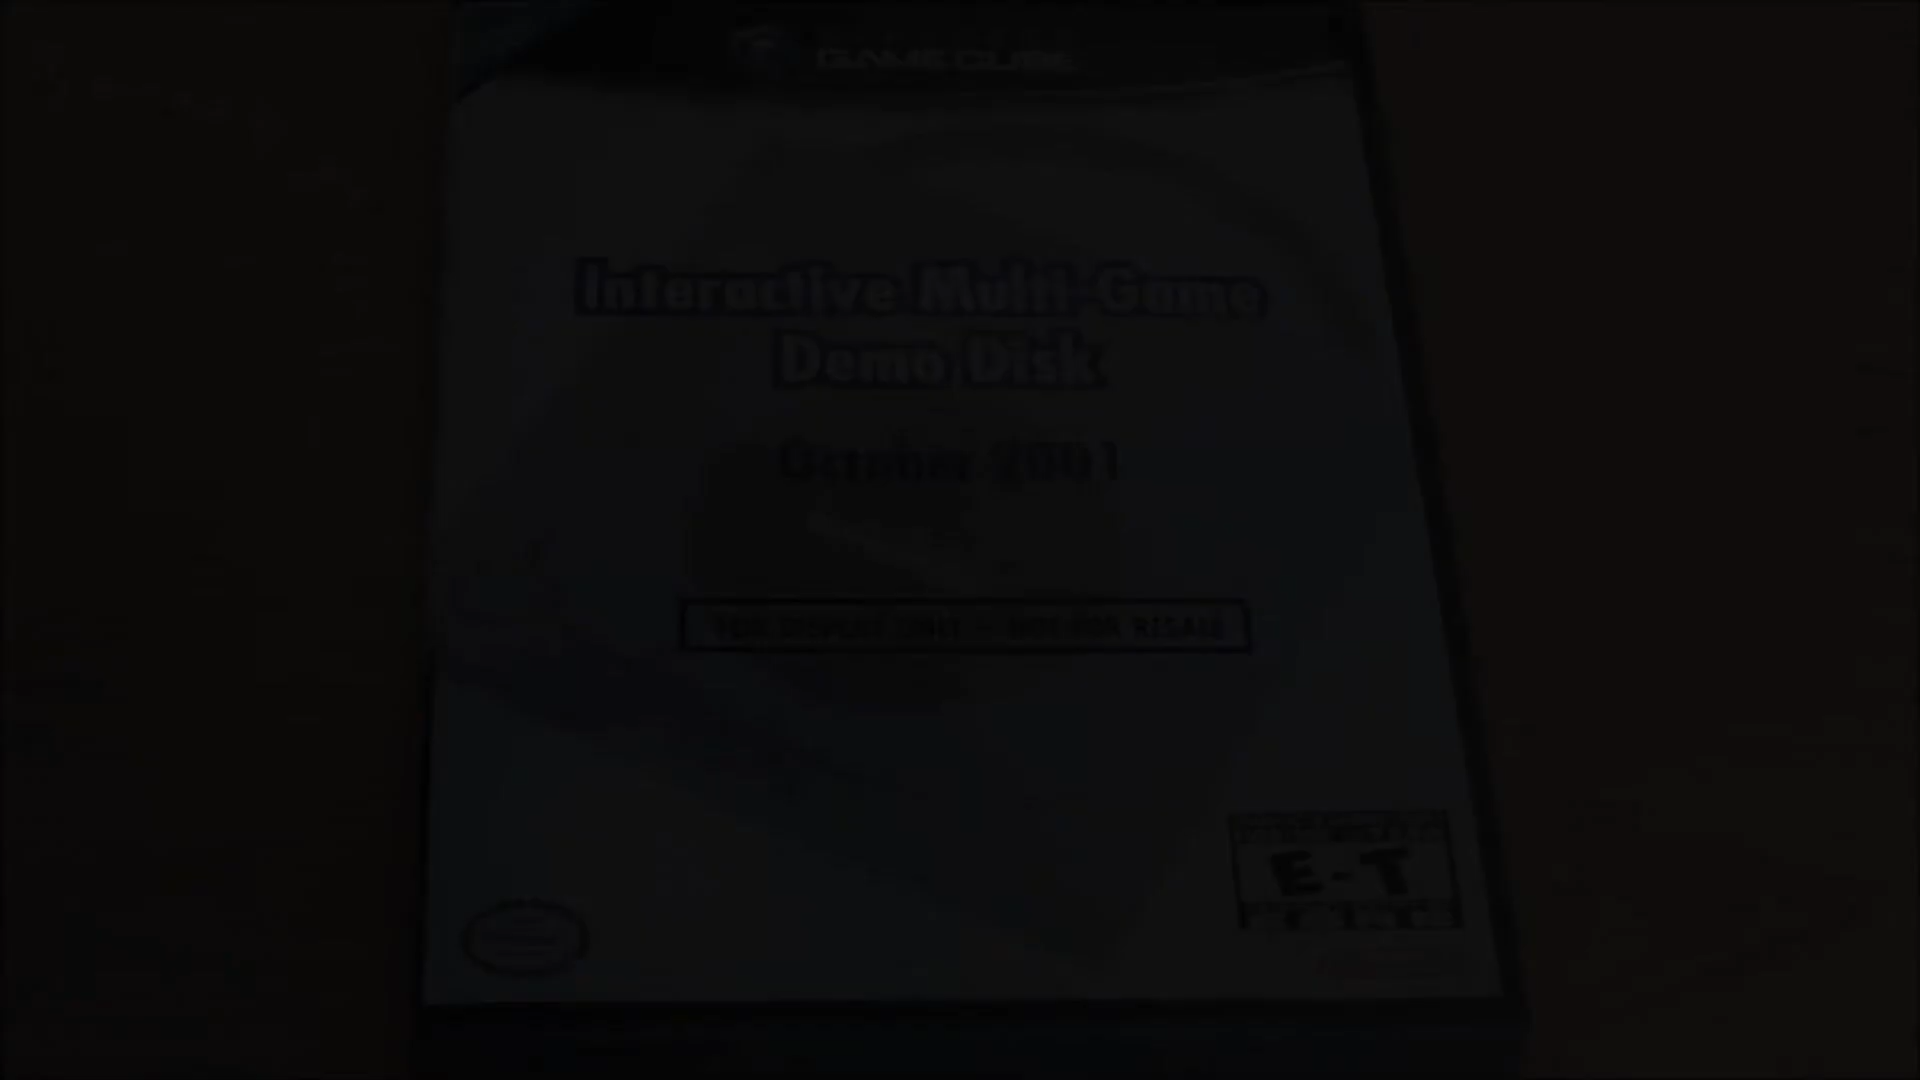 GAMECUBE
Interactive Multi-Game
Demo Disk
October 2001
FOR DISPLAY ONLY – NOT FOR RESALE
E-T